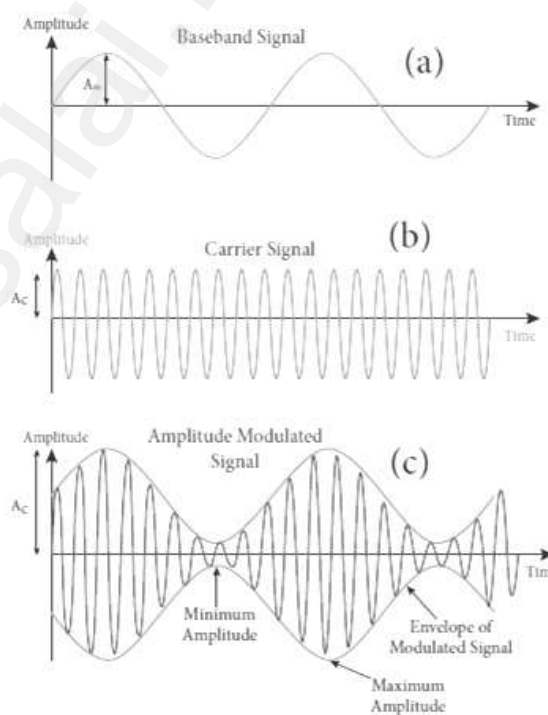 Amplitude
Baseband Signal
(a)
Am
Time
Amplitude
Carrier Signal
(b)
AC
Time
Amplitude
Amplitude Modulated
Signal
(c)
AC
Tim
Minimum
Amplitude
Envelope of
Modulated Signal
Maximum
Amplitude